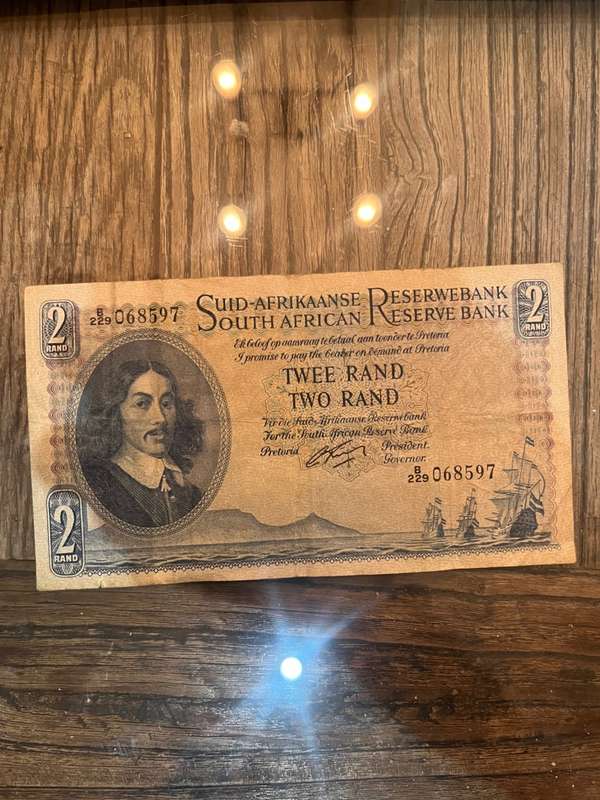 2
RAND
B
229 068597
SUID-AFRIKAANSE RESERWEBANK
SOUTH AFRICAN RESERVE BANK
2
RAND
Ek beloof op aanvraag te betaal aan toonder te Pretoria
I promise to pay the bearer on demand at Pretoria
TWEE RAND
TWO RAND
Vir die Suid-Afrikaanse Reserwebank
For the South African Reserve Bank
Pretoria
President.
Governor.
B
229 068597
2
RAND